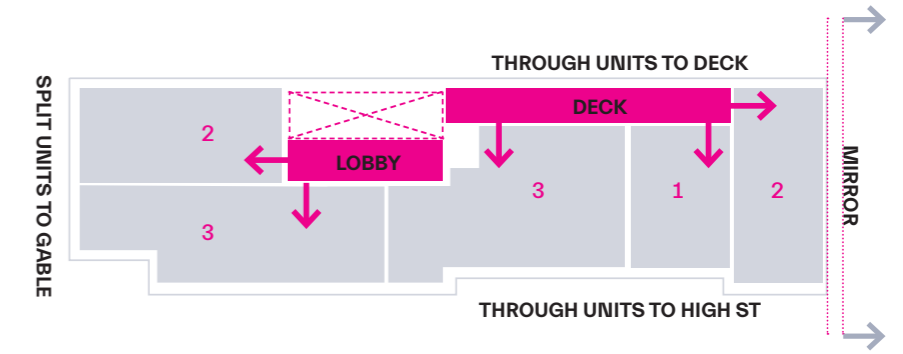 THROUGH UNITS TO DECK
SPLIT UNITS TO GABLE
DECK
2
LOBBY
MIRROR
3
1
2
3
THROUGH UNITS TO HIGH ST